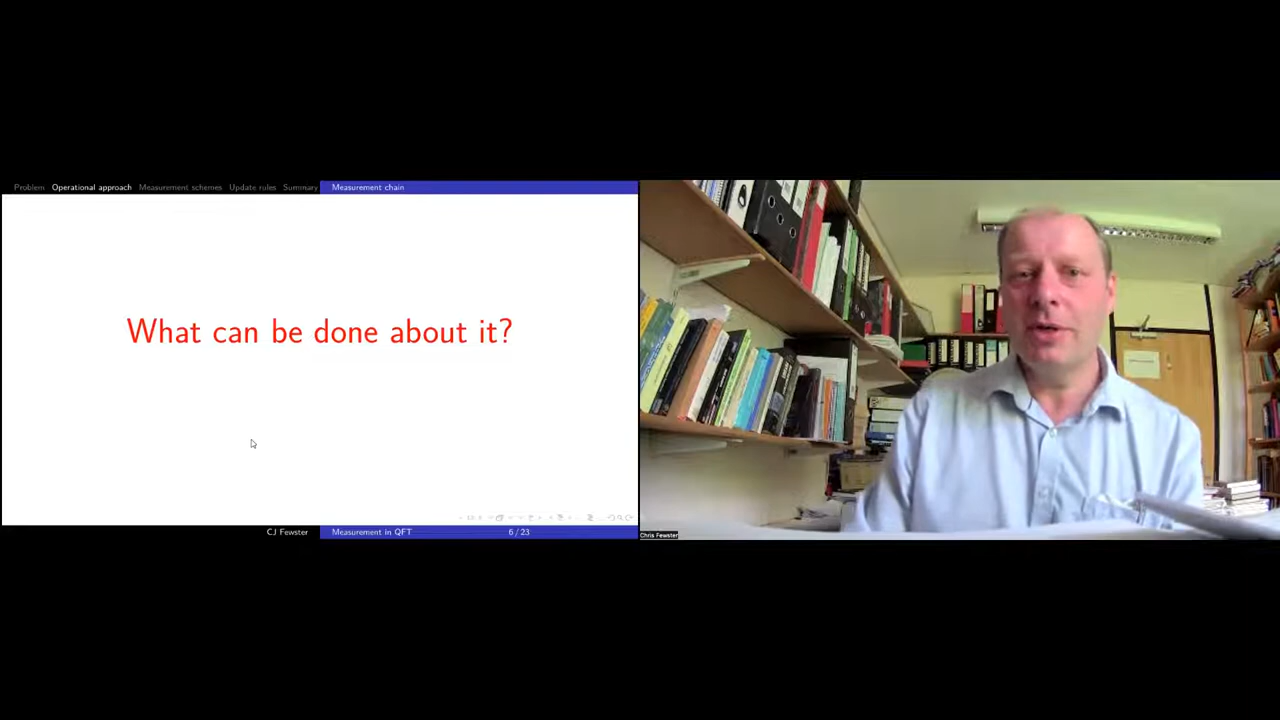 Problem Operational approach Measurement schemes Update rules Summary Measurement chain
What can be done about it?
CJ Fewster Measurement in QFT 6 / 23
Chris Fewster